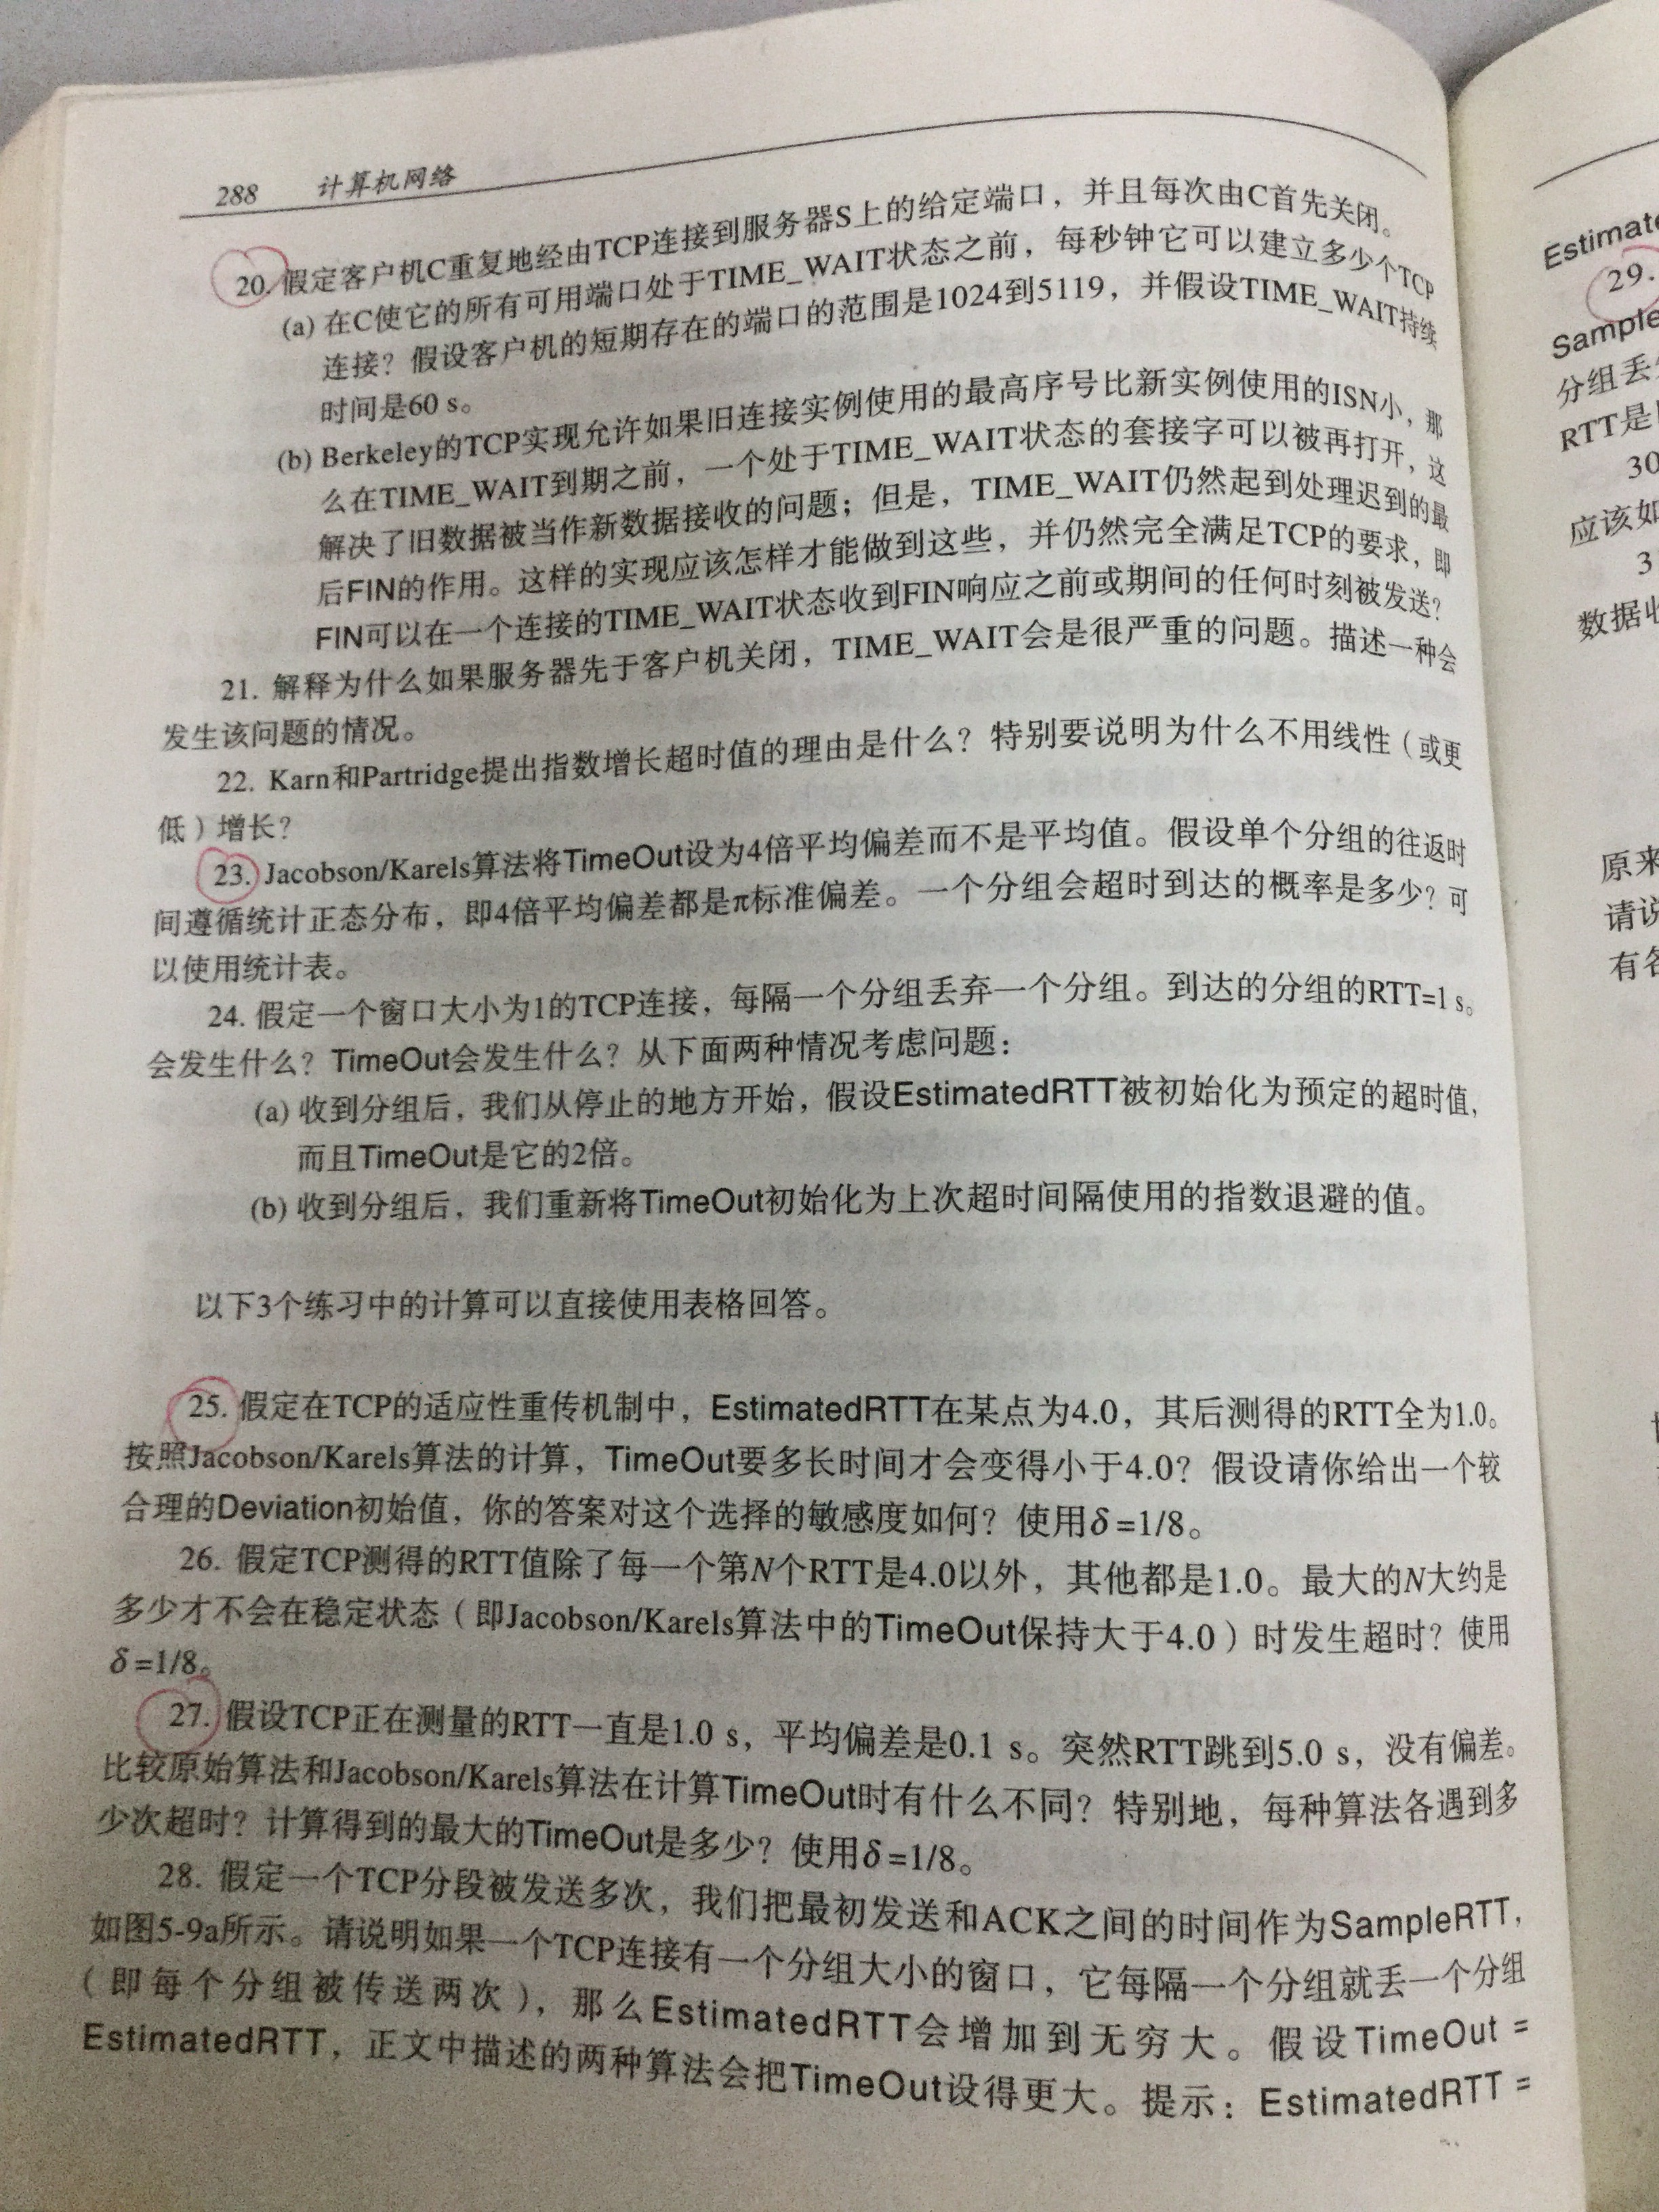 288 计算机网络
20. 假定客户机C重复地经由TCP连接到服务器S上的给定端口，并且每次由C首先关闭。
(a) 在C使它的所有可用端口处于TIME_WAIT状态之前，每秒钟它可以建立多少个TCP
连接？假设客户机的短期存在的端口的范围是1024到5119，并假设TIME_WAIT持续
时间是60 s。
(b) Berkeley的TCP实现允许如果旧连接实例使用的最高序号比新实例使用的ISN小，那
么在TIME_WAIT到期之前，一个处于TIME_WAIT状态的套接字可以被再打开，这
解决了旧数据被当作新数据接收的问题；但是，TIME_WAIT仍然起到处理迟到的最
后FIN的作用。这样的实现应该怎样才能做到这些，并仍然完全满足TCP的要求，即
FIN可以在一个连接的TIME_WAIT状态收到FIN响应之前或期间的任何时刻被发送？
21. 解释为什么如果服务器先于客户机关闭，TIME_WAIT会是很严重的问题。描述一种会
发生该问题的情况。
22. Karn和Partridge提出指数增长超时值的理由是什么？特别要说明为什么不用线性（或更
低）增长？
23. Jacobson/Karels算法将TimeOut设为4倍平均偏差而不是平均值。假设单个分组的往返时
间遵循统计正态分布，即4倍平均偏差都是π标准偏差。一个分组会超时到达的概率是多少？可
以使用统计表。
24. 假定一个窗口大小为1的TCP连接，每隔一个分组丢弃一个分组。到达的分组的RTT=1 s。
会发生什么？TimeOut会发生什么？从下面两种情况考虑问题：
(a) 收到分组后，我们从停止的地方开始，假设EstimatedRTT被初始化为预定的超时值，
而且TimeOut是它的2倍。
(b) 收到分组后，我们重新将TimeOut初始化为上次超时间隔使用的指数退避的值。
以下3个练习中的计算可以直接使用表格回答。
25. 假定在TCP的适应性重传机制中，EstimatedRTT在某点为4.0，其后测得的RTT全为1.0。
按照Jacobson/Karels算法的计算，TimeOut要多长时间才会变得小于4.0？假设请你给出一个较
合理的Deviation初始值，你的答案对这个选择的敏感度如何？使用δ=1/8。
26. 假定TCP测得的RTT值除了每一个第N个RTT是4.0以外，其他都是1.0。最大的N大约是
多少才不会在稳定状态（即Jacobson/Karels算法中的TimeOut保持大于4.0）时发生超时？使用
δ=1/8。
27. 假设TCP正在测量的RTT一直是1.0 s，平均偏差是0.1 s。突然RTT跳到5.0 s，没有偏差。
比较原始算法和Jacobson/Karels算法在计算TimeOut时有什么不同？特别地，每种算法各遇到多
少次超时？计算得到的最大的TimeOut是多少？使用δ=1/8。
28. 假定一个TCP分段被发送多次，我们把最初发送和ACK之间的时间作为SampleRTT，
如图5-9a所示。请说明如果一个TCP连接有一个分组大小的窗口，它每隔一个分组就丢一个分组
（即每个分组被传送两次），那么EstimatedRTT会增加到无穷大。假设TimeOut =
EstimatedRTT，正文中描述的两种算法会把TimeOut设得更大。提示：EstimatedRTT =
29.
分组丢
RTT是
30
应该如
3
数据收
原来
请说
有各